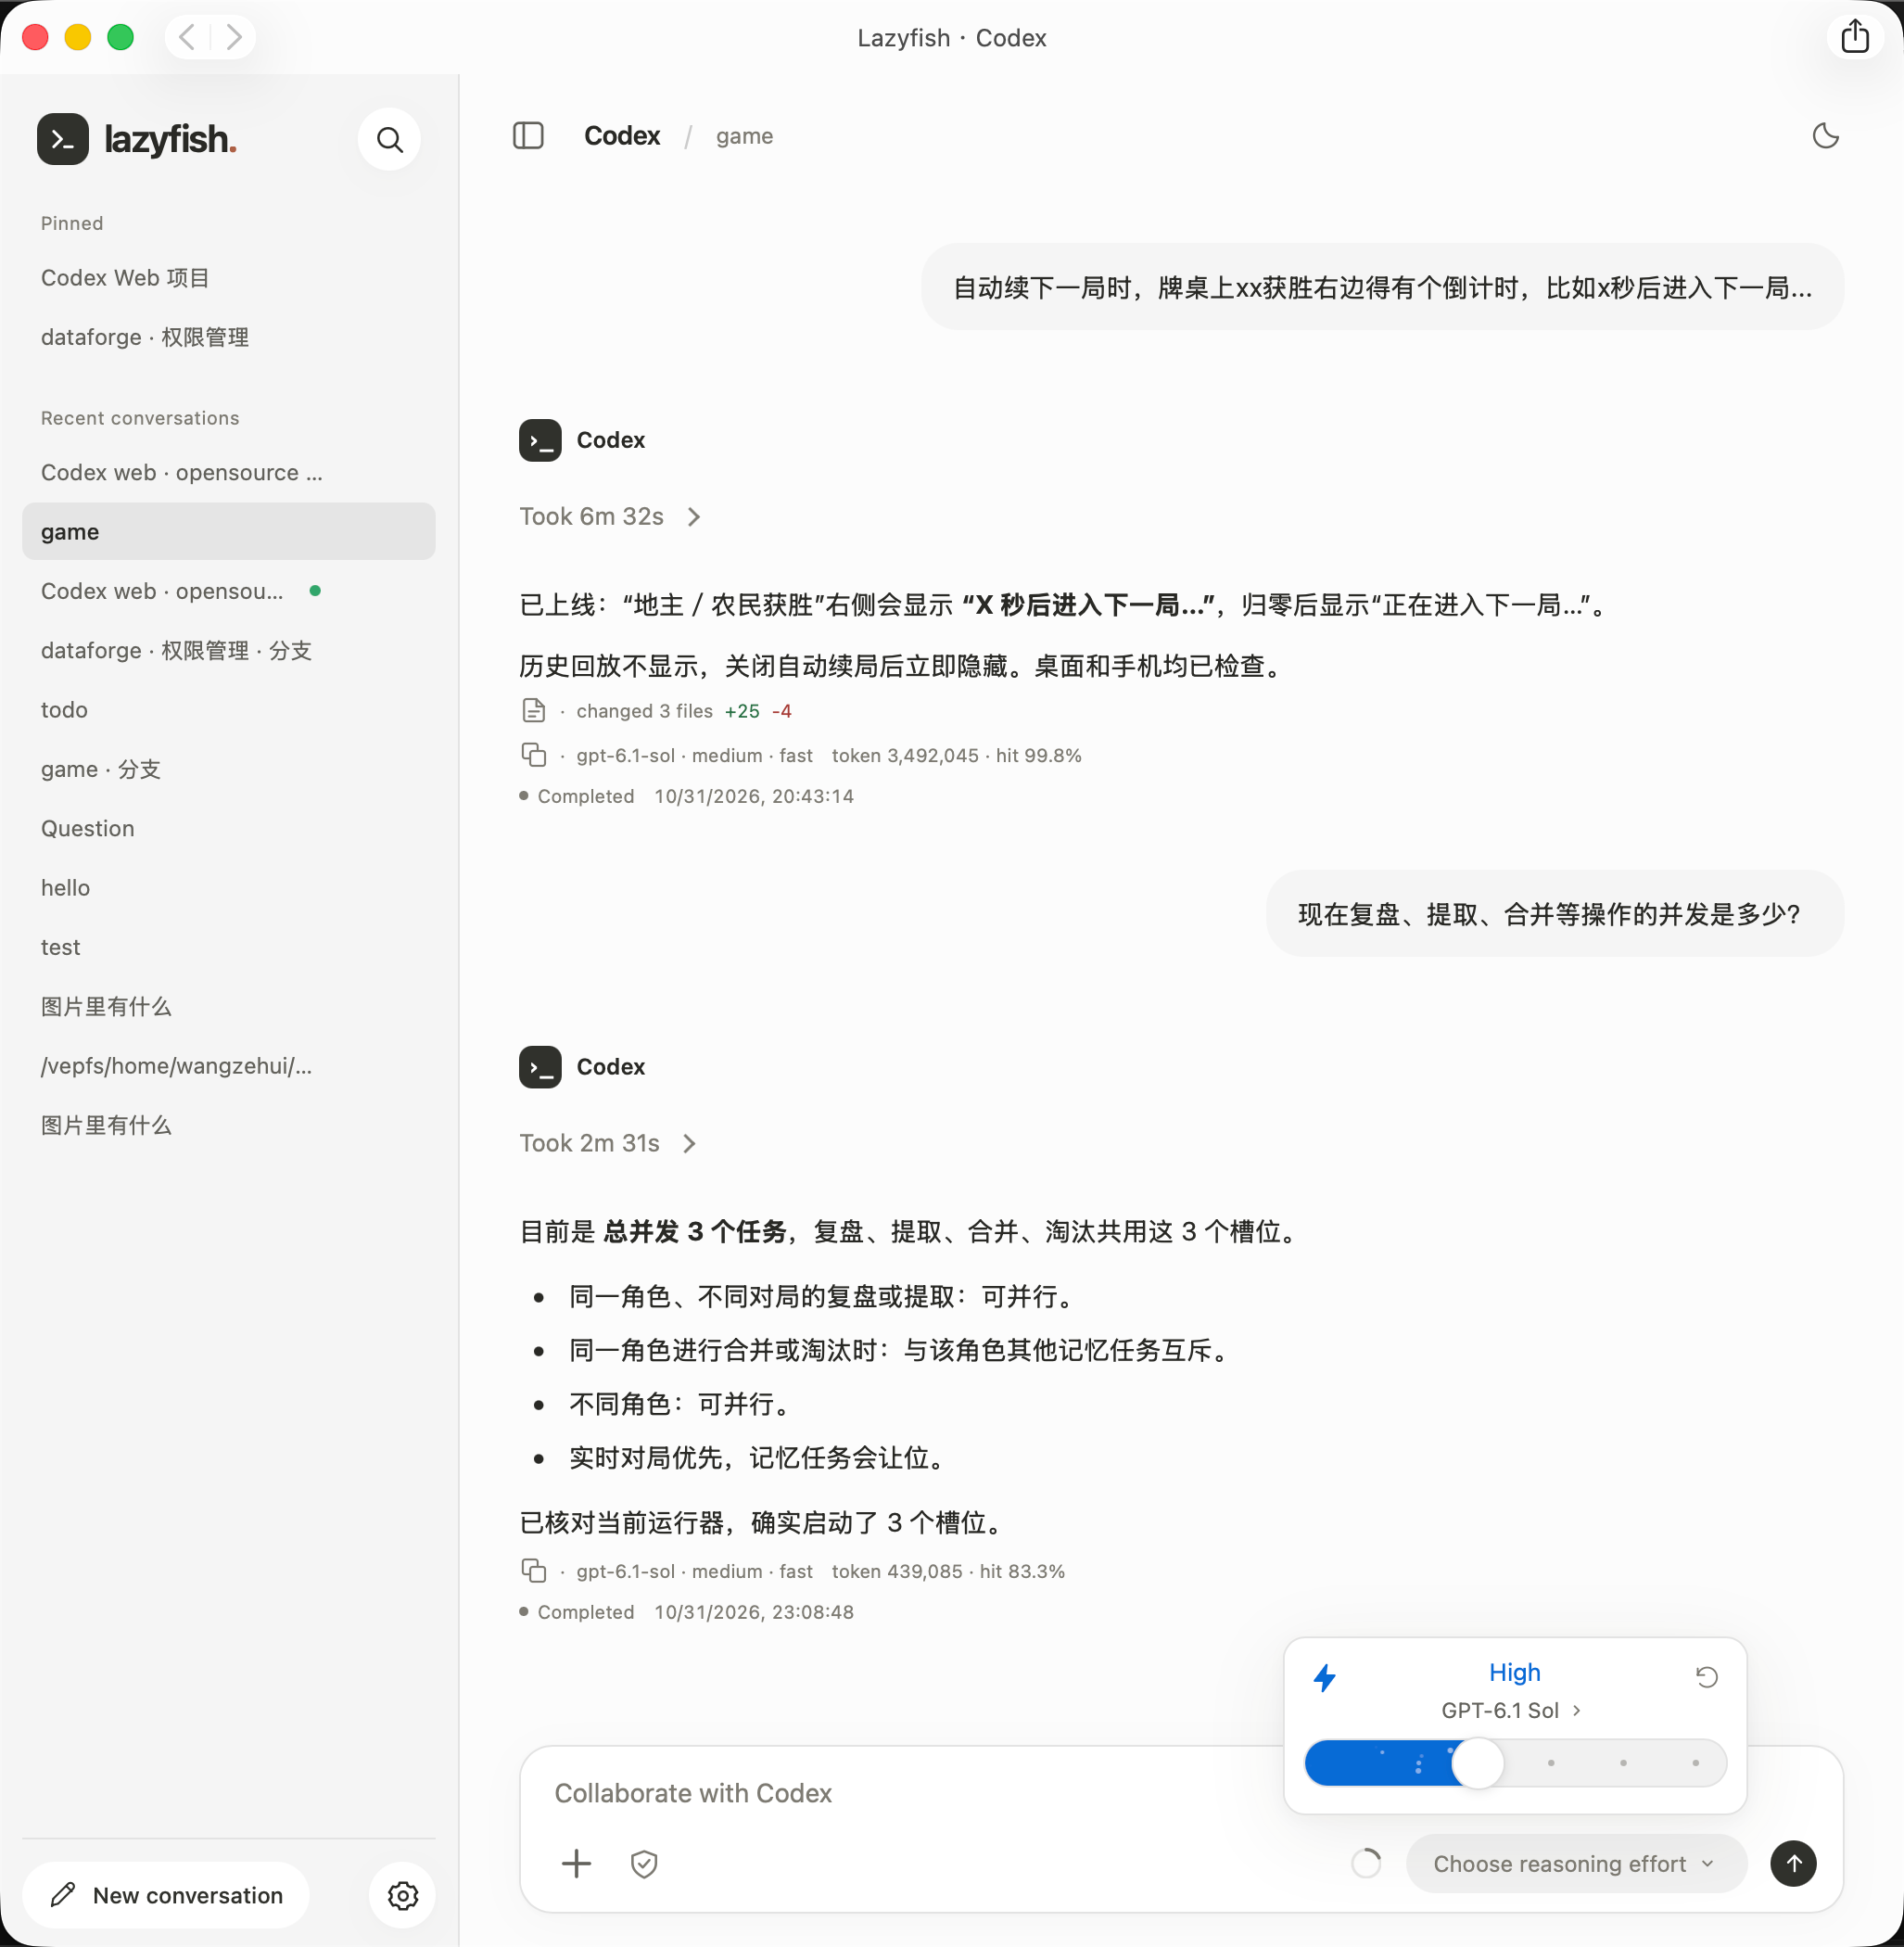 Lazyfish · Codex
lazyfish.
Pinned
Codex Web 项目
dataforge · 权限管理
Recent conversations
Codex web · opensource ...
game
Codex web · opensou...
dataforge · 权限管理 · 分支
todo
game · 分支
Question
hello
test
图片里有什么
/vepfs/home/wangzehui/...
图片里有什么
New conversation
Codex / game
自动续下一局时，牌桌上xx获胜右边得有个倒计时，比如x秒后进入下一局...
Codex
Took 6m 32s
已上线：“地主 / 农民获胜”右侧会显示 “X 秒后进入下一局...”，归零后显示“正在进入下一局...”。
历史回放不显示，关闭自动续局后立即隐藏。桌面和手机均已检查。
· changed 3 files +25 -4
· gpt-6.1-sol · medium · fast token 3,492,045 · hit 99.8%
Completed 10/31/2026, 20:43:14
现在复盘、提取、合并等操作的并发是多少?
Codex
Took 2m 31s
目前是 总并发 3 个任务，复盘、提取、合并、淘汰共用这 3 个槽位。
• 同一角色、不同对局的复盘或提取：可并行。
• 同一角色进行合并或淘汰时：与该角色其他记忆任务互斥。
• 不同角色：可并行。
• 实时对局优先，记忆任务会让位。
已核对当前运行器，确实启动了 3 个槽位。
· gpt-6.1-sol · medium · fast token 439,085 · hit 83.3%
Completed 10/31/2026, 23:08:48
High
GPT-6.1 Sol
Collaborate with Codex
Choose reasoning effort